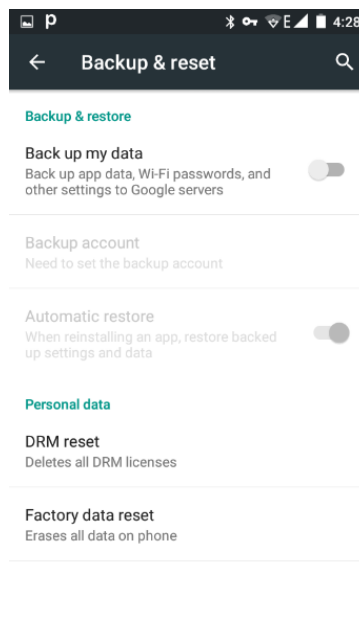 p E 4:28
Backup & reset
Backup & restore
Back up my data
Back up app data, Wi-Fi passwords, and
other settings to Google servers
Backup account
Need to set the backup account
Automatic restore
When reinstalling an app, restore backed
up settings and data
Personal data
DRM reset
Deletes all DRM licenses
Factory data reset
Erases all data on phone